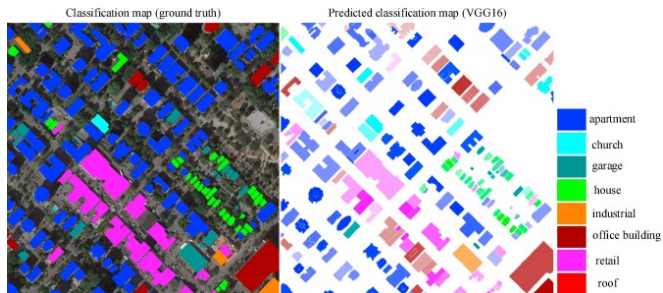 Classification map (ground truth)
Predicted classification map (VGG16)
apartment
church
garage
house
industrial
office building
retail
roof